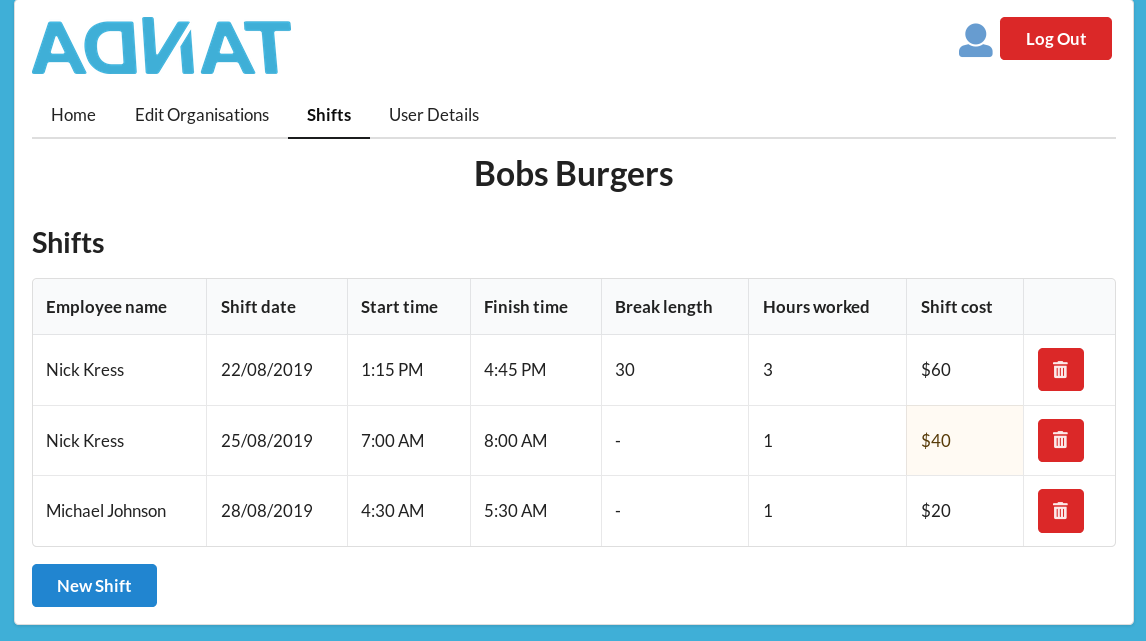 ADNAT
Log Out
Home Edit Organisations Shifts User Details
Bobs Burgers
Shifts
Employee name Shift date Start time Finish time Break length Hours worked Shift cost
Nick Kress 22/08/2019 1:15 PM 4:45 PM 30 3 $60
Nick Kress 25/08/2019 7:00 AM 8:00 AM - 1 $40
Michael Johnson 28/08/2019 4:30 AM 5:30 AM - 1 $20
New Shift